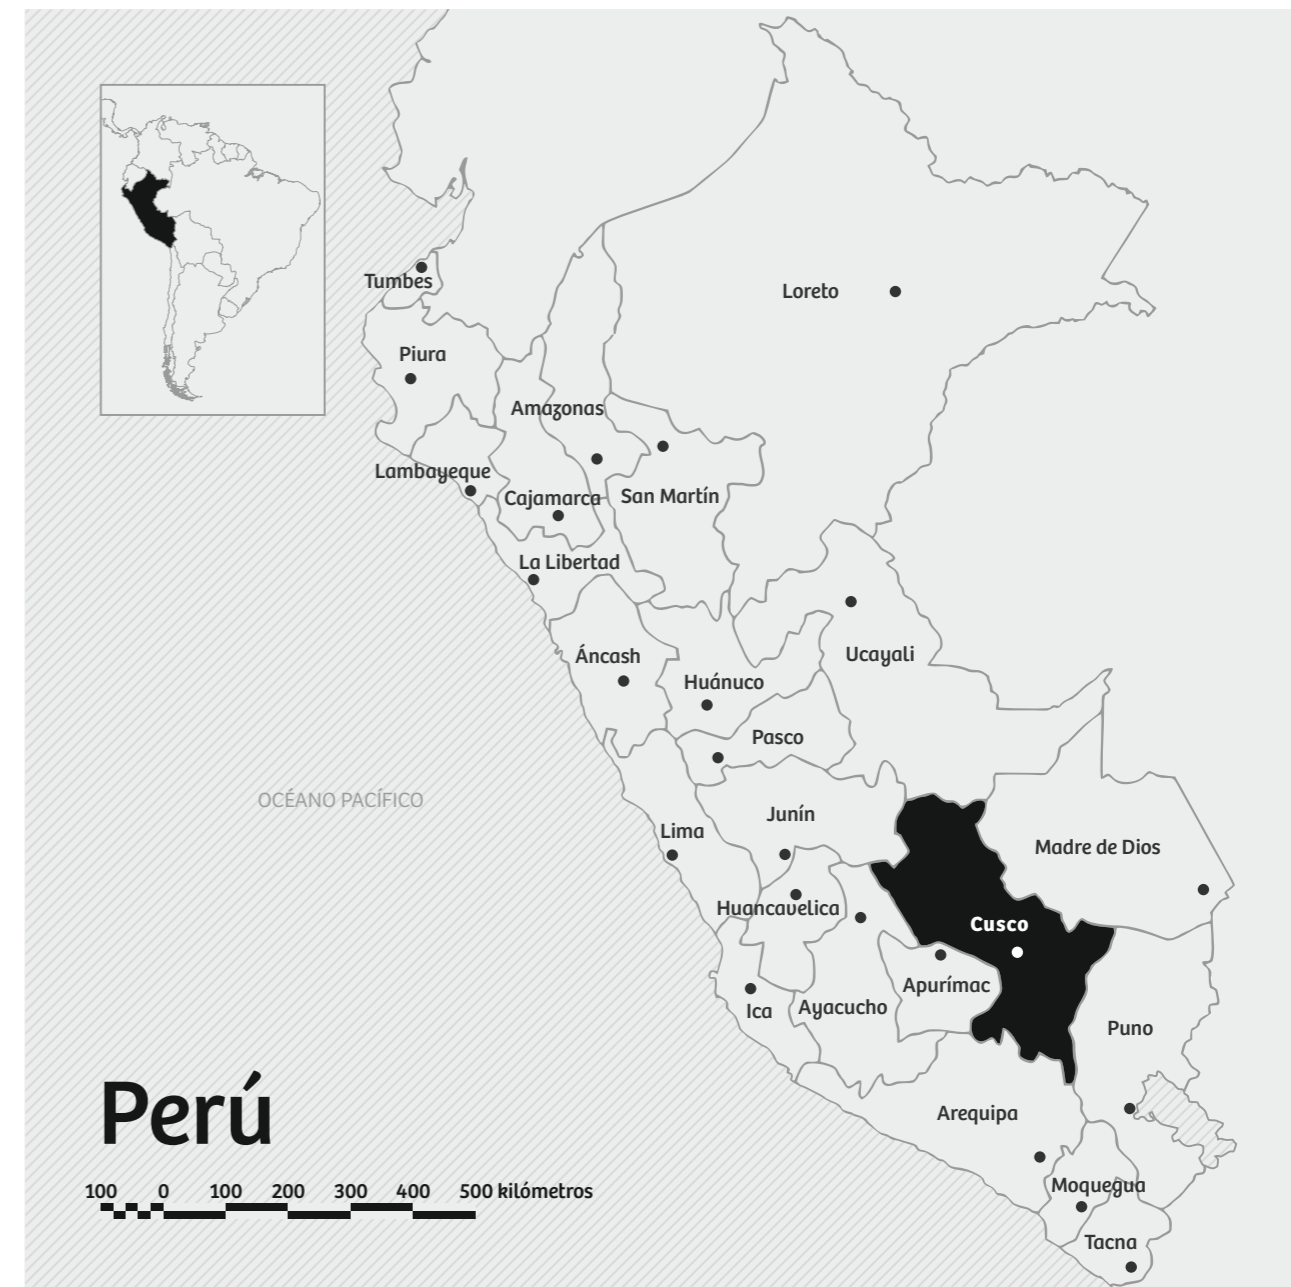 Tumbes
Loreto
Piura
Amazonas
Lambayeque
Cajamarca
San Martín
La Libertad
Áncash
Ucayali
Huánuco
Pasco
OCÉANO PACÍFICO
Junín
Lima
Madre de Dios
Huancavelica
Cusco
Apurímac
Ica
Ayacucho
Puno
Perú
Arequipa
100 0 100 200 300 400 500 kilómetros
Moquegua
Tacna